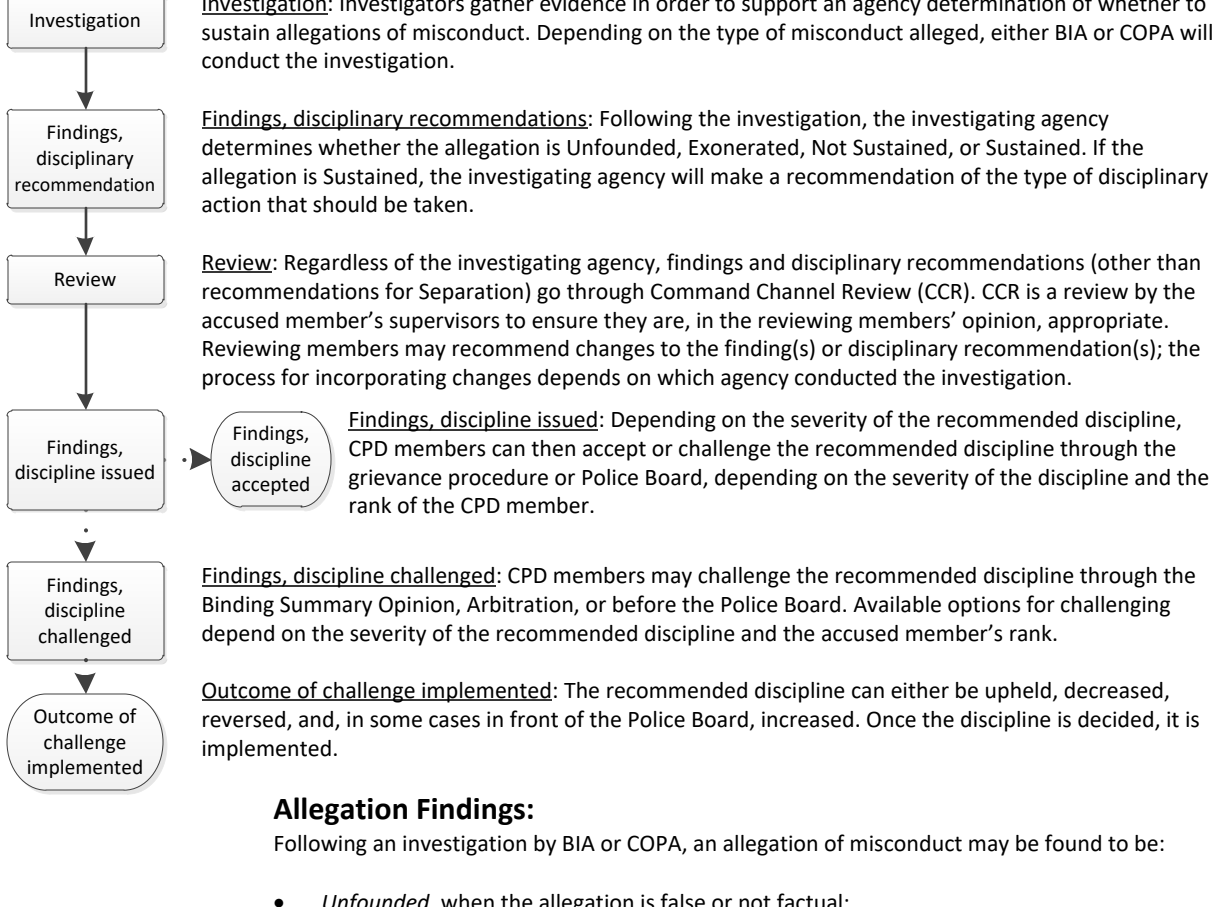 Investigation
Investigation: Investigators gather evidence in order to support an agency determination of whether to
sustain allegations of misconduct. Depending on the type of misconduct alleged, either BIA or COPA will
conduct the investigation.
Findings,
disciplinary
recommendation
Findings, disciplinary recommendations: Following the investigation, the investigating agency
determines whether the allegation is Unfounded, Exonerated, Not Sustained, or Sustained. If the
allegation is Sustained, the investigating agency will make a recommendation of the type of disciplinary
action that should be taken.
Review
Review: Regardless of the investigating agency, findings and disciplinary recommendations (other than
recommendations for Separation) go through Command Channel Review (CCR). CCR is a review by the
accused member’s supervisors to ensure they are, in the reviewing members’ opinion, appropriate.
Reviewing members may recommend changes to the finding(s) or disciplinary recommendation(s); the
process for incorporating changes depends on which agency conducted the investigation.
Findings,
discipline issued
Findings,
discipline
accepted
Findings, discipline issued: Depending on the severity of the recommended discipline,
CPD members can then accept or challenge the recommended discipline through the
grievance procedure or Police Board, depending on the severity of the discipline and the
rank of the CPD member.
Findings,
discipline
challenged
Findings, discipline challenged: CPD members may challenge the recommended discipline through the
Binding Summary Opinion, Arbitration, or before the Police Board. Available options for challenging
depend on the severity of the recommended discipline and the accused member’s rank.
Outcome of
challenge
implemented
Outcome of challenge implemented: The recommended discipline can either be upheld, decreased,
reversed, and, in some cases in front of the Police Board, increased. Once the discipline is decided, it is
implemented.
Allegation Findings:
Following an investigation by BIA or COPA, an allegation of misconduct may be found to be:
• Unfounded, when the allegation is false or not factual;